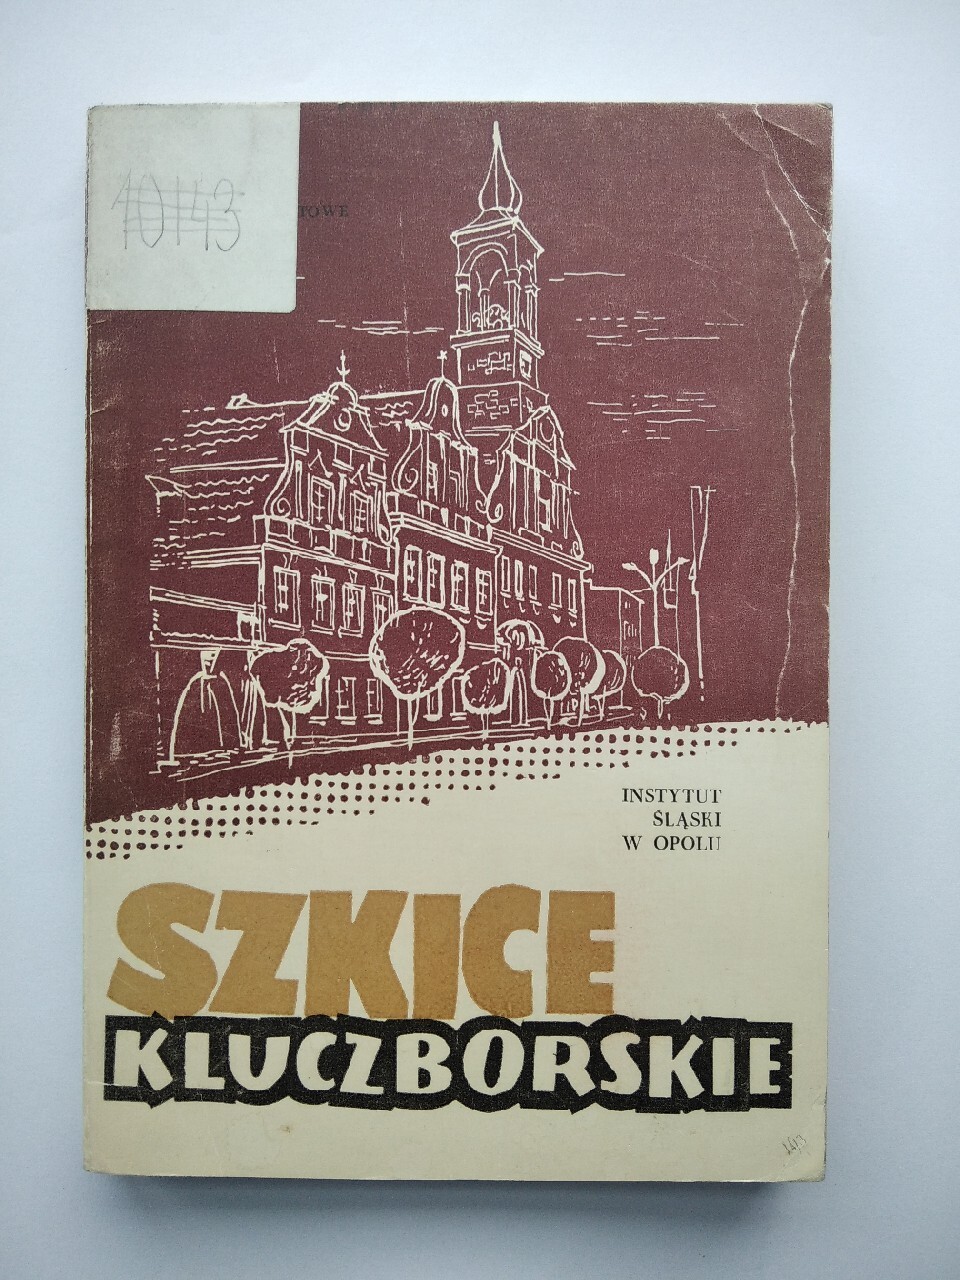 10143
TOWE
INSTYTUT
ŚLĄSKI
W OPOLU
SZKICE
KLUCZBORSKIE